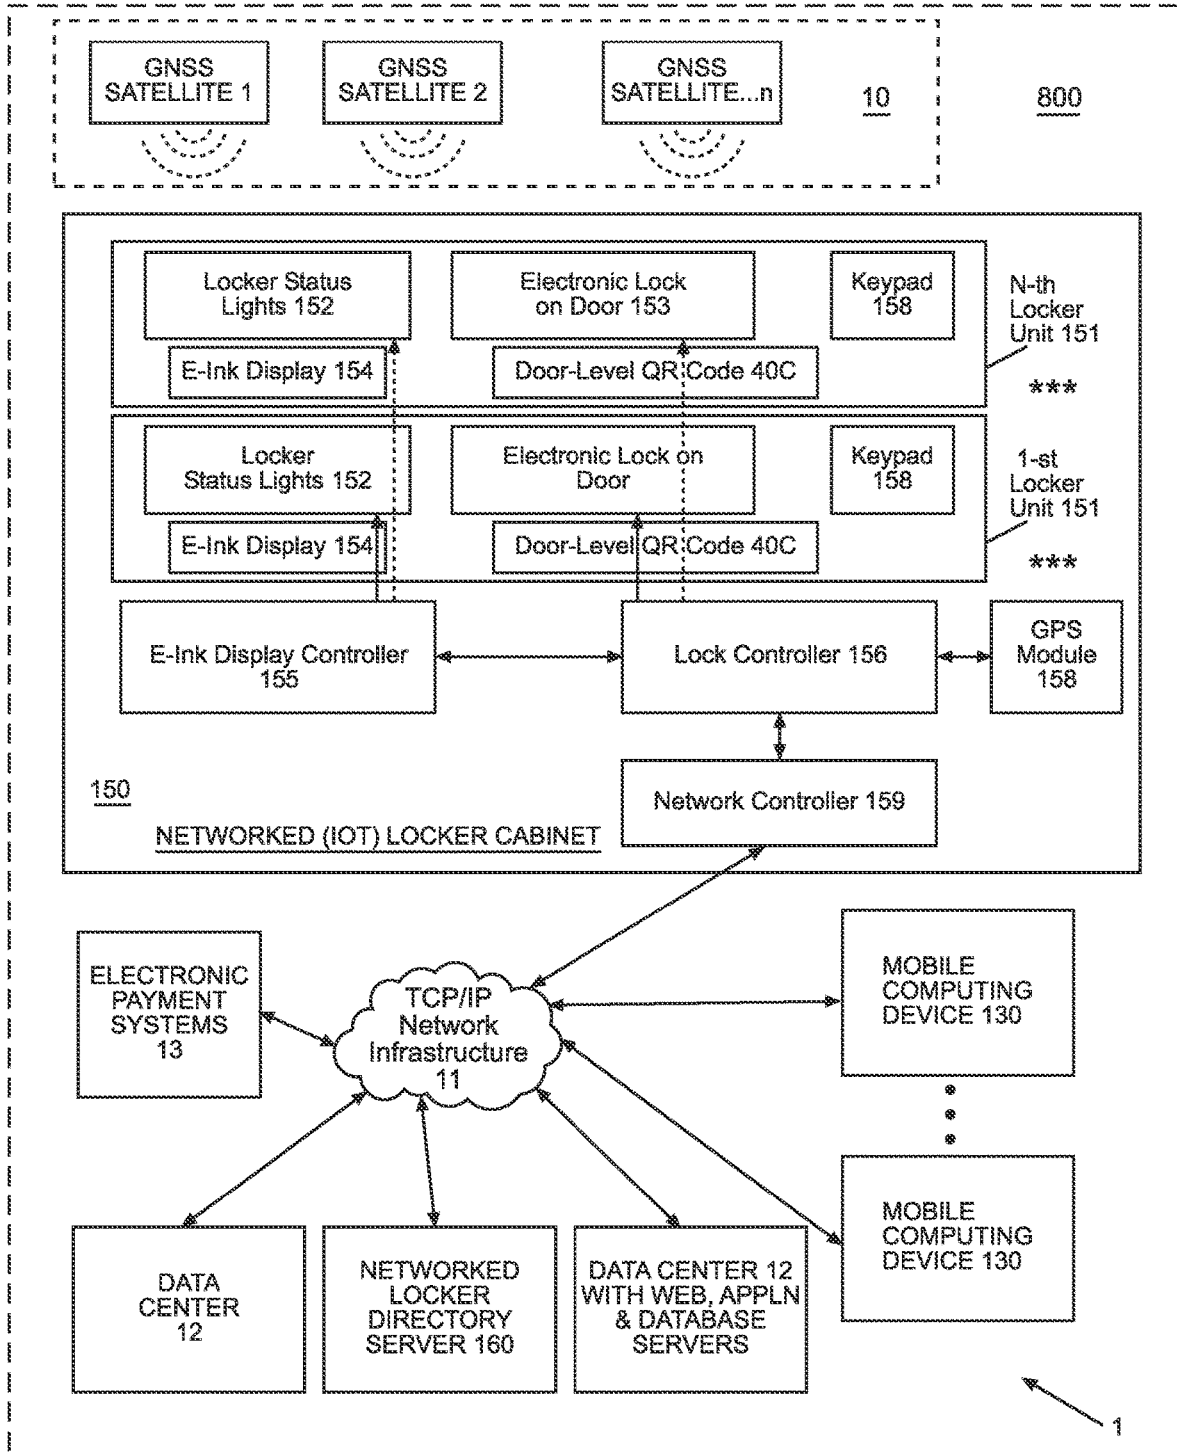 GNSS
SATELLITE 1
GNSS
SATELLITE 2
GNSS
SATELLITE...n
10
800
Locker Status
Lights 152
Electronic Lock
on Door 153
Keypad
158
N-th
Locker
Unit 151
E-Ink Display 154
Door-Level QR Code 40C
***
Locker
Status Lights 152
Electronic Lock on
Door
Keypad
158
1-st
Locker
Unit 151
E-Ink Display 154
Door-Level QR Code 40C
***
E-Ink Display Controller
155
Lock Controller 156
GPS
Module
158
150
Network Controller 159
NETWORKED (IOT) LOCKER CABINET
ELECTRONIC
PAYMENT
SYSTEMS
13
TCP/IP
Network
Infrastructure
11
MOBILE
COMPUTING
DEVICE 130
MOBILE
COMPUTING
DEVICE 130
DATA
CENTER
12
NETWORKED
LOCKER
DIRECTORY
SERVER 160
DATA CENTER 12
WITH WEB, APPLN
& DATABASE
SERVERS
1